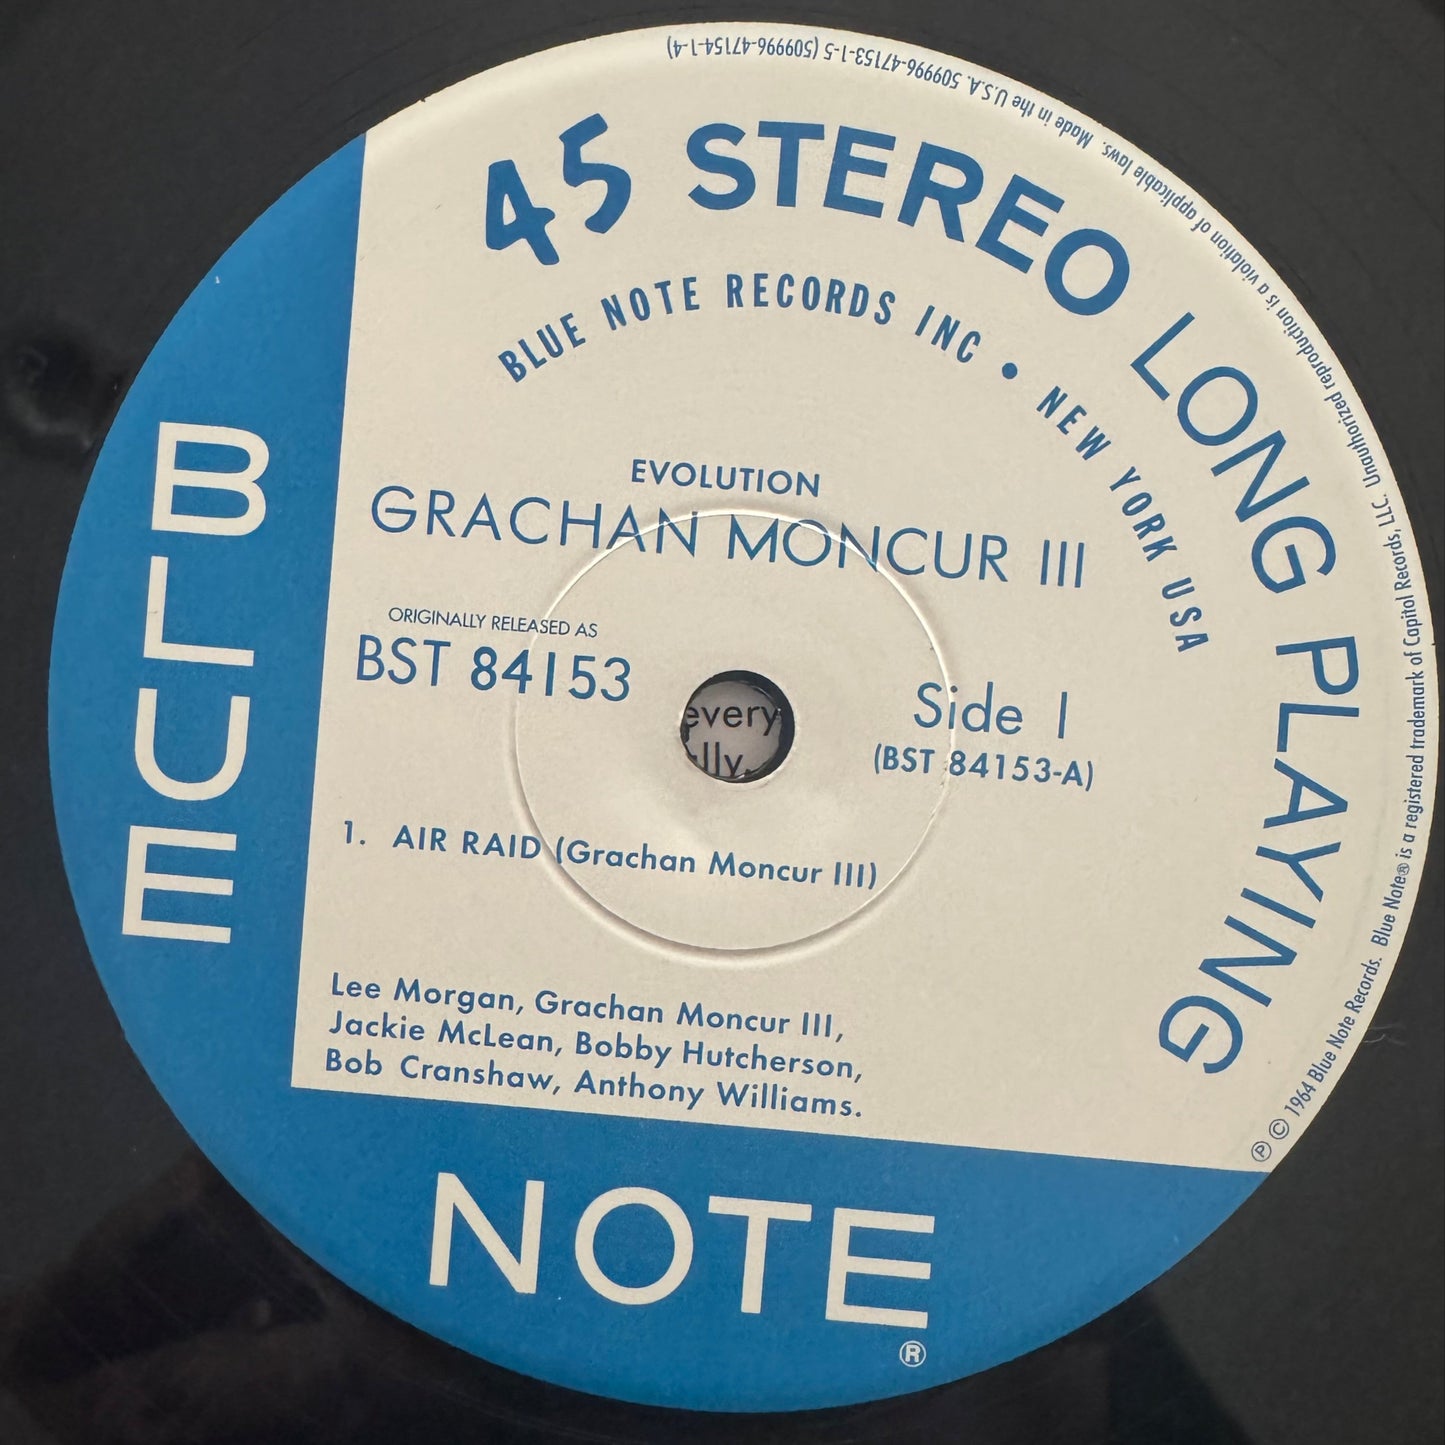 45 STEREO LONG PLAYING
BLUE NOTE RECORDS INC • NEW YORK USA
EVOLUTION
GRACHAN MONCUR III
ORIGINALLY RELEASED AS
BST 84153
Side 1
(BST 84153-A)
every
lly.
1. AIR RAID (Grachan Moncur III)
Lee Morgan, Grachan Moncur III,
Jackie McLean, Bobby Hutcherson,
Bob Cranshaw, Anthony Williams.
BLUE
NOTE
®
Ⓟ © 1964 Blue Note Records. Blue Note® is a registered trademark of Capitol Records, LLC. Unauthorized reproduction is a violation of applicable laws. Made in the U.S.A. 509996-47153-1-5 (509996-47154-1-4)